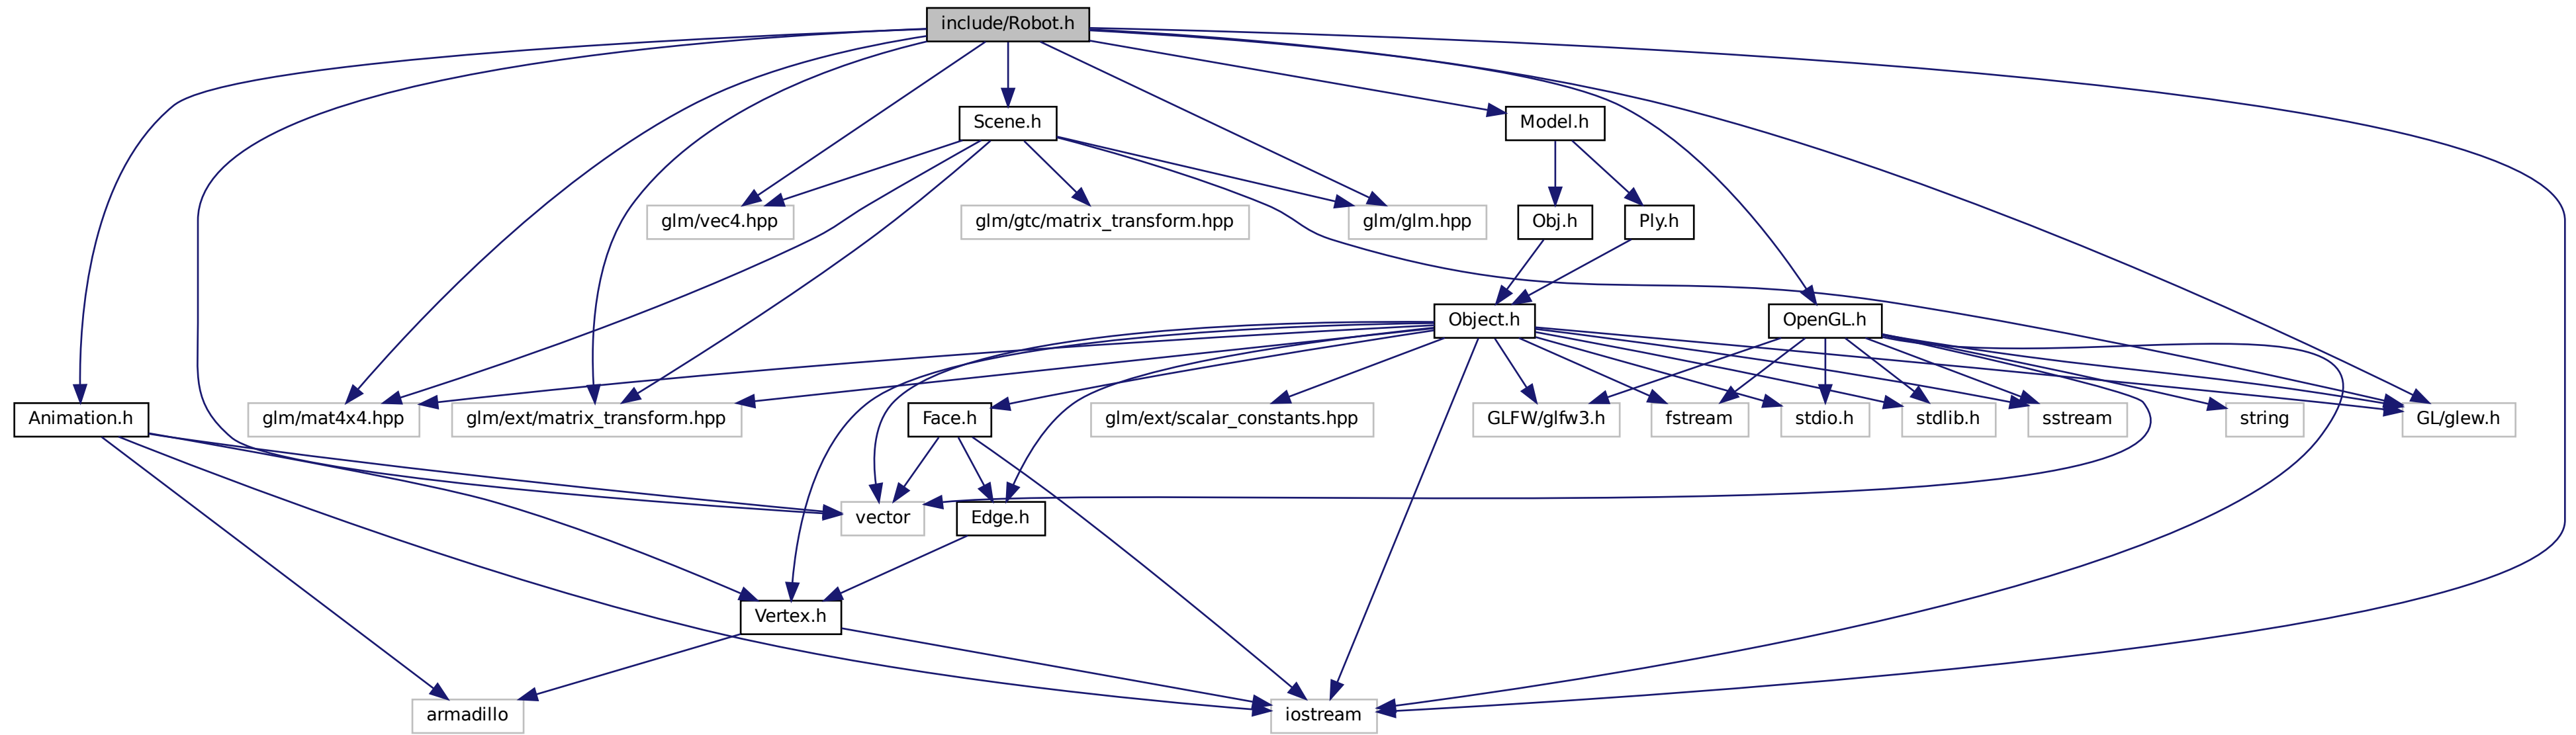 include/Robot.h
Scene.h
Model.h
glm/vec4.hpp
glm/gtc/matrix_transform.hpp
glm/glm.hpp
Obj.h
Ply.h
Object.h
OpenGL.h
Animation.h
glm/mat4x4.hpp
glm/ext/matrix_transform.hpp
Face.h
glm/ext/scalar_constants.hpp
GLFW/glfw3.h
fstream
stdio.h
stdlib.h
sstream
string
GL/glew.h
vector
Edge.h
Vertex.h
armadillo
iostream